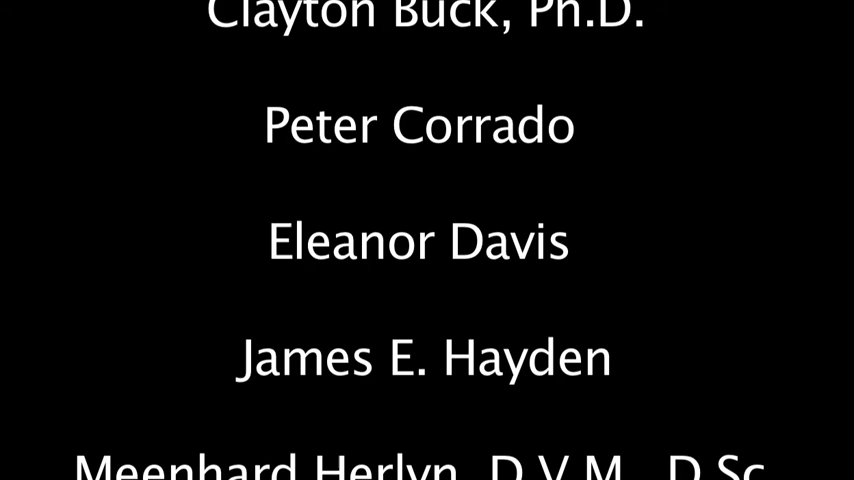 Clayton Buck, Ph.D.
Peter Corrado
Eleanor Davis
James E. Hayden
Meenhard Herlyn, D.V.M., D.Sc.